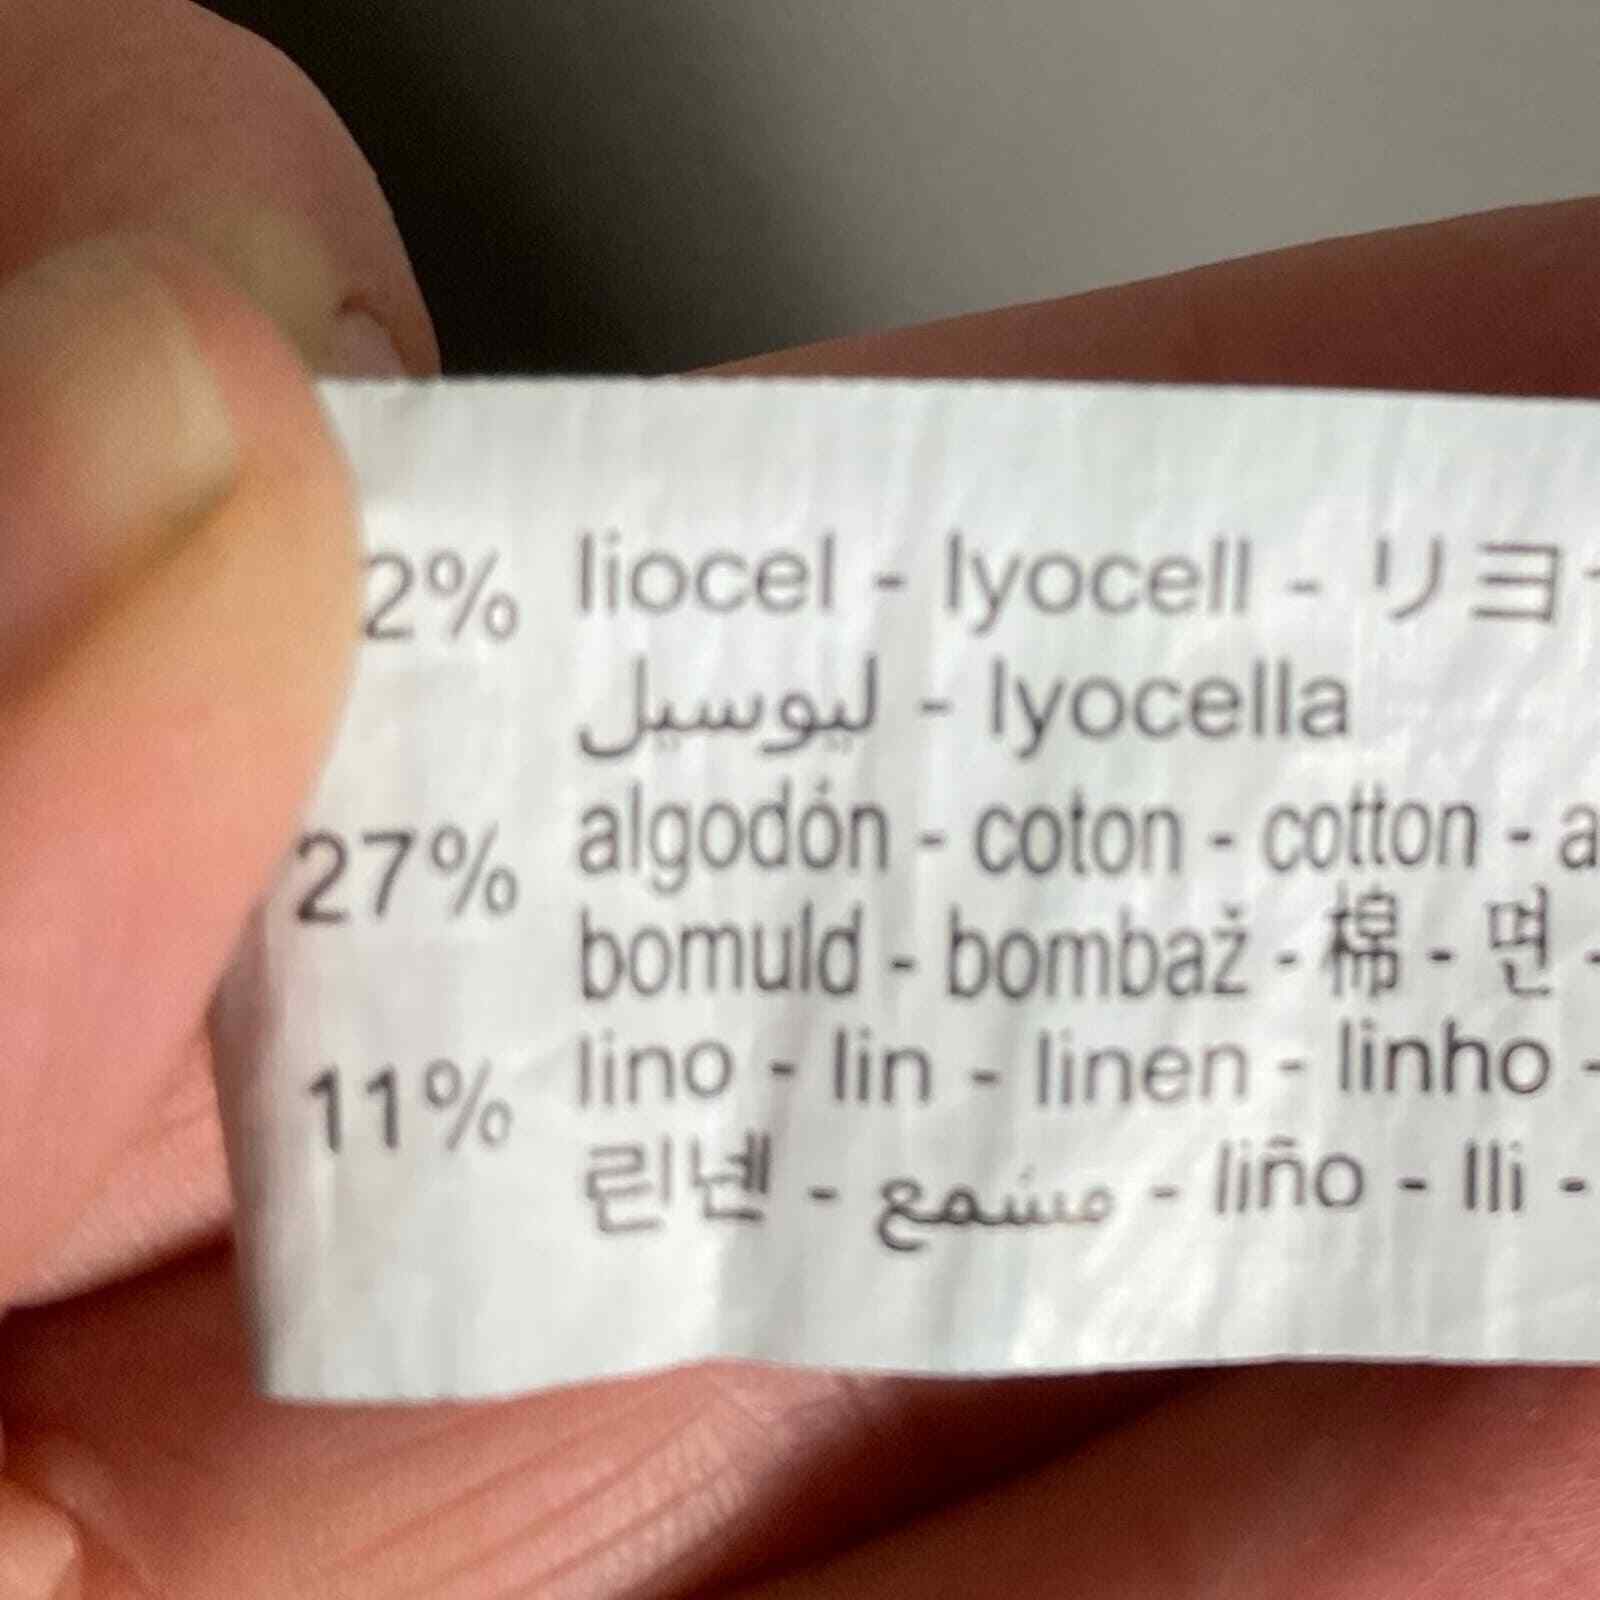 2% liocel - lyocell - リヨ
ليوسيل - lyocella
27% algodón - coton - cotton - a
bomuld - bombaž - 棉 - 면 -
11% lino - lin - linen - linho -
린넨 - مشمع - liño - lli -